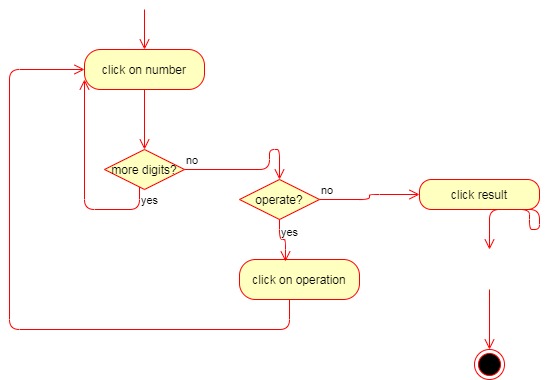 click on number
more digits?
no
yes
operate?
no
click result
yes
click on operation